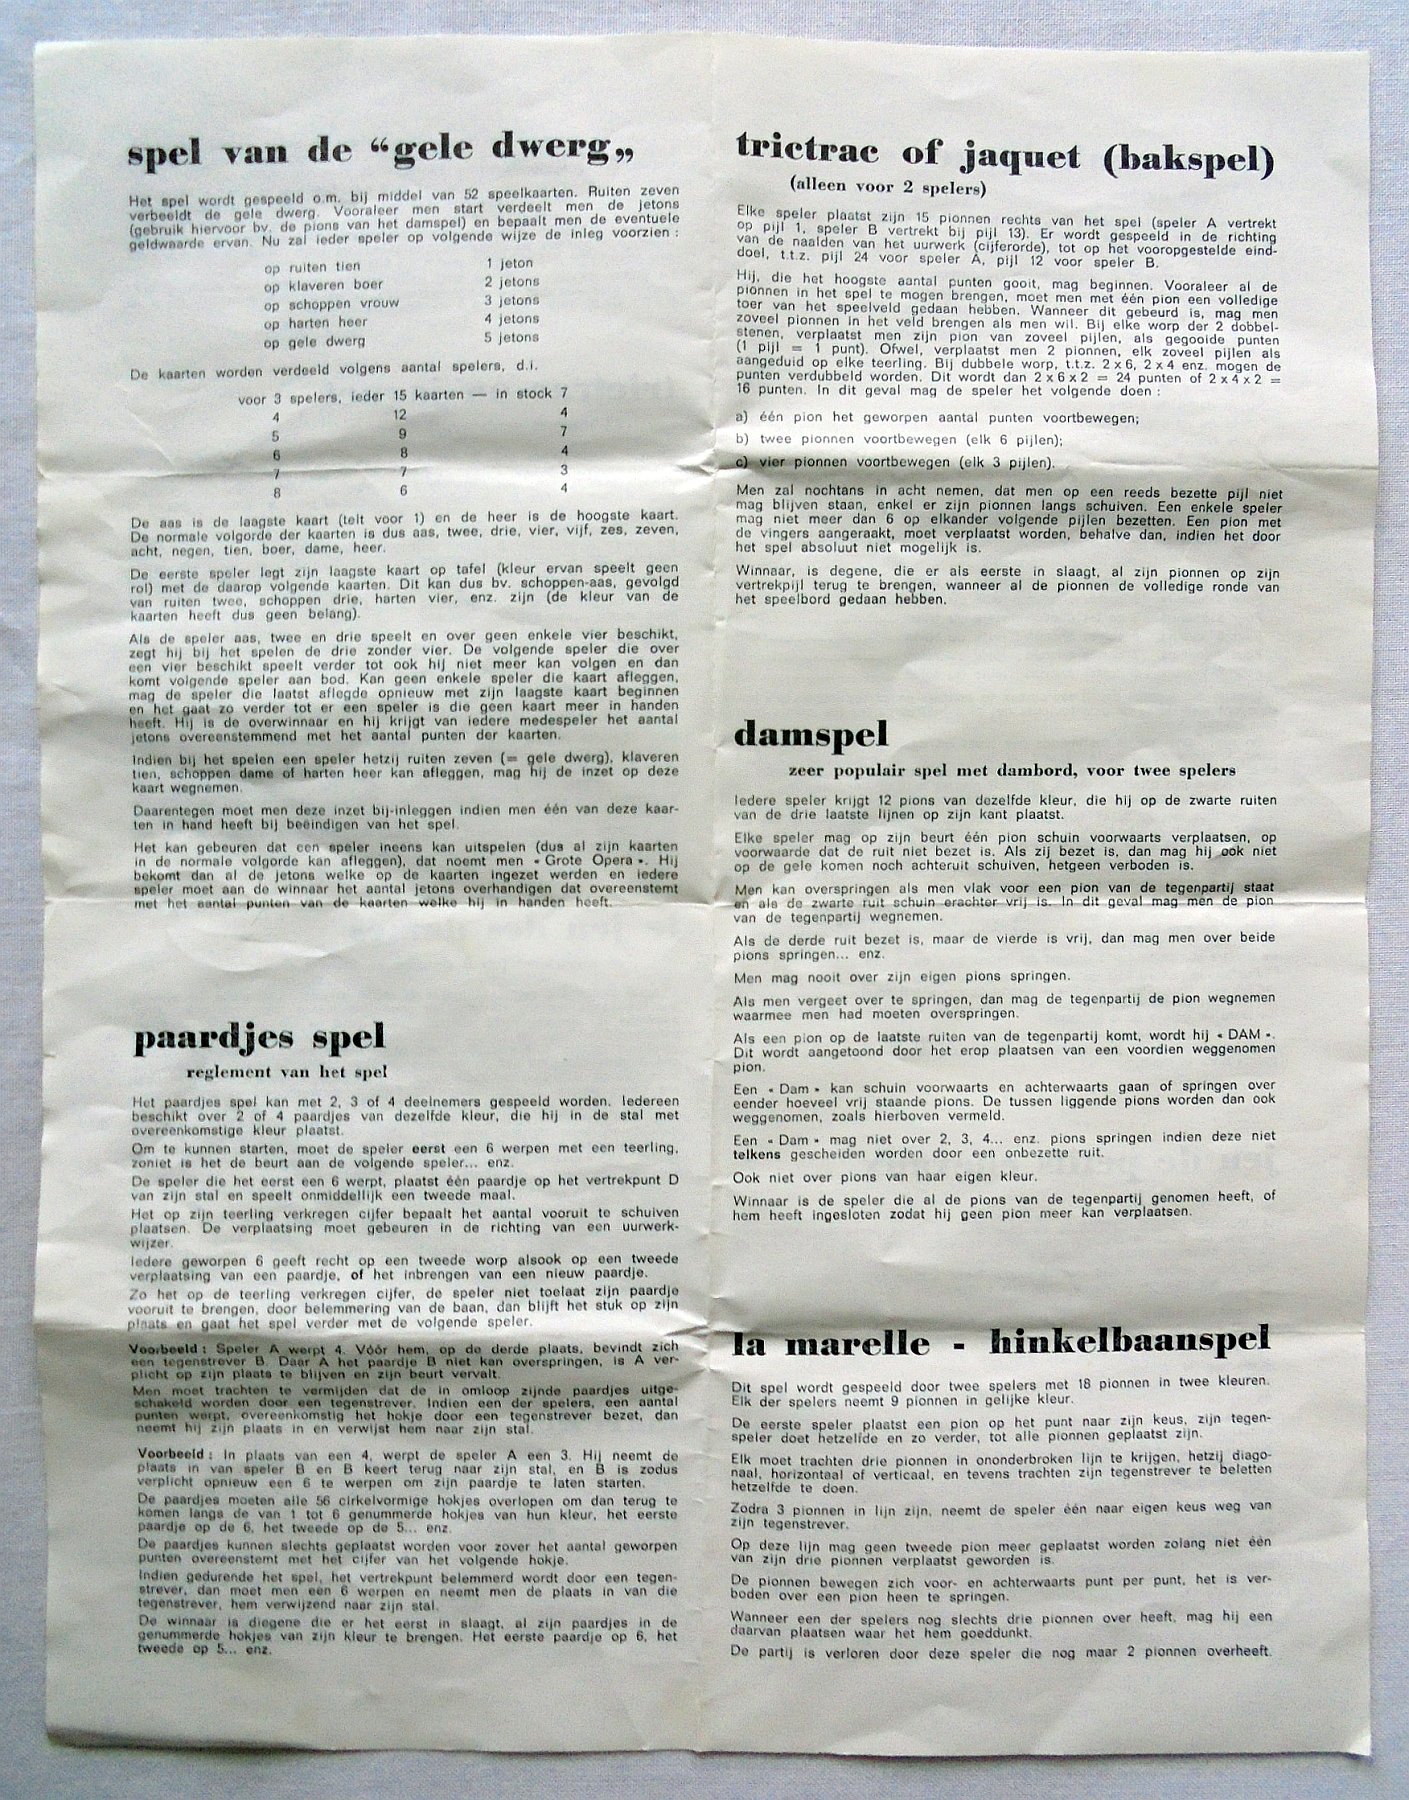 spel van de “gele dwerg„
Het spel wordt gespeeld o.m. bij middel van 52 speelkaarten. Ruiten zeven
verbeeldt de gele dwerg. Vooraleer men start verdeelt men de jetons
(gebruik hiervoor bv. de pions van het damspel) en bepaalt men de eventuele
geldwaarde ervan. Nu zal ieder speler op volgende wijze de inleg voorzien :
op ruiten tien 1 jeton
op klaveren boer 2 jetons
op schoppen vrouw 3 jetons
op harten heer 4 jetons
op gele dwerg 5 jetons
De kaarten worden verdeeld volgens aantal spelers, d.i.
voor 3 spelers, ieder 15 kaarten — in stock 7
4 12 4
5 9 7
6 8 4
7 7 3
8 6 4
De aas is de laagste kaart (telt voor 1) en de heer is de hoogste kaart.
De normale volgorde der kaarten is dus aas, twee, drie, vier, vijf, zes, zeven,
acht, negen, tien, boer, dame, heer.
De eerste speler legt zijn laagste kaart op tafel (kleur ervan speelt geen
rol) met de daarop volgende kaarten. Dit kan dus bv. schoppen-aas, gevolgd
van ruiten twee, schoppen drie, harten vier, enz. zijn (de kleur van de
kaarten heeft dus geen belang).
Als de speler aas, twee en drie speelt en over geen enkele vier beschikt,
zegt hij bij het spelen de drie zonder vier. De volgende speler die over
een vier beschikt speelt verder tot ook hij niet meer kan volgen en dan
komt volgende speler aan bod. Kan geen enkele speler die kaart afleggen,
mag de speler die laatst aflegde opnieuw met zijn laagste kaart beginnen
en het gaat zo verder tot er een speler is die geen kaart meer in handen
heeft. Hij is de overwinnaar en hij krijgt van iedere medespeler het aantal
jetons overeenstemmend met het aantal punten der kaarten.
Indien bij het spelen een speler hetzij ruiten zeven (= gele dwerg), klaveren
tien, schoppen dame of harten heer kan afleggen, mag hij de inzet op deze
kaart wegnemen.
Daarentegen moet men deze inzet bij-inleggen indien men één van deze kaar-
ten in hand heeft bij beëindigen van het spel.
Het kan gebeuren dat een speler ineens kan uitspelen (dus al zijn kaarten
in de normale volgorde kan afleggen), dat noemt men « Grote Opera ». Hij
bekomt dan al de jetons welke op de kaarten ingezet werden en iedere
speler moet aan de winnaar het aantal jetons overhandigen dat overeenstemt
met het aantal punten van de kaarten welke hij in handen heeft.
paardjes spel
reglement van het spel
Het paardjes spel kan met 2, 3 of 4 deelnemers gespeeld worden. Iedereen
beschikt over 2 of 4 paardjes van dezelfde kleur, die hij in de stal met
overeenkomstige kleur plaatst.
Om te kunnen starten, moet de speler eerst een 6 werpen met een teerling,
zoniet is het de beurt aan de volgende speler... enz.
De speler die het eerst een 6 werpt, plaatst één paardje op het vertrekpunt D
van zijn stal en speelt onmiddellijk een tweede maal.
Het op zijn teerling verkregen cijfer bepaalt het aantal vooruit te schuiven
plaatsen. De verplaatsing moet gebeuren in de richting van een uurwerk-
wijzer.
Iedere geworpen 6 geeft recht op een tweede worp alsook op een tweede
verplaatsing van een paardje, of het inbrengen van een nieuw paardje.
Zo het op de teerling verkregen cijfer, de speler niet toelaat zijn paardje
vooruit te brengen, door belemmering van de baan, dan blijft het stuk op zijn
plaats en gaat het spel verder met de volgende speler.
Voorbeeld : Speler A werpt 4. Vóór hem, op de derde plaats, bevindt zich
een tegenstrever B. Daar A het paardje B niet kan overspringen, is A ver-
plicht op zijn plaats te blijven en zijn beurt vervalt.
Men moet trachten te vermijden dat de in omloop zijnde paardjes uitge-
schakeld worden door een tegenstrever. Indien een der spelers, een aantal
punten werpt, overeenkomstig het hokje door een tegenstrever bezet, dan
neemt hij zijn plaats in en verwijst hem naar zijn stal.
Voorbeeld : In plaats van een 4, werpt de speler A een 3. Hij neemt de
plaats in van speler B en B keert terug naar zijn stal, en B is zodus
verplicht opnieuw een 6 te werpen om zijn paardje te laten starten.
De paardjes moeten alle 56 cirkelvormige hokjes overlopen om dan terug te
komen langs de van 1 tot 6 genummerde hokjes van hun kleur, het eerste
paardje op de 6, het tweede op de 5... enz.
De paardjes kunnen slechts geplaatst worden voor zover het aantal geworpen
punten overeenstemt met het cijfer van het volgende hokje.
Indien gedurende het spel, het vertrekpunt belemmerd wordt door een tegen-
strever, dan moet men een 6 werpen en neemt men de plaats in van die
tegenstrever, hem verwijzend naar zijn stal.
De winnaar is diegene die er het eerst in slaagt, al zijn paardjes in de
genummerde hokjes van zijn kleur te brengen. Het eerste paardje op 6, het
tweede op 5... enz.
trictrac of jaquet (bakspel)
(alleen voor 2 spelers)
Elke speler plaatst zijn 15 pionnen rechts van het spel (speler A vertrekt
op pijl 1, speler B vertrekt bij pijl 13). Er wordt gespeeld in de richting
van de naalden van het uurwerk (cijferorde), tot op het vooropgestelde eind-
doel, t.t.z. pijl 24 voor speler A, pijl 12 voor speler B.
Hij, die het hoogste aantal punten gooit, mag beginnen. Vooraleer al de
pionnen in het spel te mogen brengen, moet men met één pion een volledige
toer van het speelveld gedaan hebben. Wanneer dit gebeurd is, mag men
zoveel pionnen in het veld brengen als men wil. Bij elke worp der 2 dobbel-
stenen, verplaatst men zijn pion van zoveel pijlen, als gegooide punten
(1 pijl = 1 punt). Ofwel, verplaatst men 2 pionnen, elk zoveel pijlen als
aangeduid op elke teerling. Bij dubbele worp, t.t.z. 2 x 6, 2 x 4 enz. mogen de
punten verdubbeld worden. Dit wordt dan 2 x 6 x 2 = 24 punten of 2 x 4 x 2 =
16 punten. In dit geval mag de speler het volgende doen :
a) één pion het geworpen aantal punten voortbewegen;
b) twee pionnen voortbewegen (elk 6 pijlen);
c) vier pionnen voortbewegen (elk 3 pijlen).
Men zal nochtans in acht nemen, dat men op een reeds bezette pijl niet
mag blijven staan, enkel er zijn pionnen langs schuiven. Een enkele speler
mag niet meer dan 6 op elkander volgende pijlen bezetten. Een pion met
de vingers aangeraakt, moet verplaatst worden, behalve dan, indien het door
het spel absoluut niet mogelijk is.
Winnaar, is degene, die er als eerste in slaagt, al zijn pionnen op zijn
vertrekpijl terug te brengen, wanneer al de pionnen de volledige ronde van
het speelbord gedaan hebben.
damspel
zeer populair spel met dambord, voor twee spelers
Iedere speler krijgt 12 pions van dezelfde kleur, die hij op de zwarte ruiten
van de drie laatste lijnen op zijn kant plaatst.
Elke speler mag op zijn beurt één pion schuin voorwaarts verplaatsen, op
voorwaarde dat de ruit niet bezet is. Als zij bezet is, dan mag hij ook niet
op de gele komen noch achteruit schuiven, hetgeen verboden is.
Men kan overspringen als men vlak voor een pion van de tegenpartij staat
en als de zwarte ruit schuin erachter vrij is. In dit geval mag men de pion
van de tegenpartij wegnemen.
Als de derde ruit bezet is, maar de vierde is vrij, dan mag men over beide
pions springen... enz.
Men mag nooit over zijn eigen pions springen.
Als men vergeet over te springen, dan mag de tegenpartij de pion wegnemen
waarmee men had moeten overspringen.
Als een pion op de laatste ruiten van de tegenpartij komt, wordt hij « DAM ».
Dit wordt aangetoond door het erop plaatsen van een voordien weggenomen
pion.
Een « Dam » kan schuin voorwaarts en achterwaarts gaan of springen over
eender hoeveel vrij staande pions. De tussen liggende pions worden dan ook
weggenomen, zoals hierboven vermeld.
Een « Dam » mag niet over 2, 3, 4... enz. pions springen indien deze niet
telkens gescheiden worden door een onbezette ruit.
Ook niet over pions van haar eigen kleur.
Winnaar is de speler die al de pions van de tegenpartij genomen heeft, of
hem heeft ingesloten zodat hij geen pion meer kan verplaatsen.
la marelle - hinkelbaanspel
Dit spel wordt gespeeld door twee spelers met 18 pionnen in twee kleuren.
Elk der spelers neemt 9 pionnen in gelijke kleur.
De eerste speler plaatst een pion op het punt naar zijn keus, zijn tegen-
speler doet hetzelfde en zo verder, tot alle pionnen geplaatst zijn.
Elk moet trachten drie pionnen in ononderbroken lijn te krijgen, hetzij diago-
naal, horizontaal of verticaal, en tevens trachten zijn tegenstrever te beletten
hetzelfde te doen.
Zodra 3 pionnen in lijn zijn, neemt de speler één naar eigen keus weg van
zijn tegenstrever.
Op deze lijn mag geen tweede pion meer geplaatst worden zolang niet één
van zijn drie pionnen verplaatst geworden is.
De pionnen bewegen zich voor- en achterwaarts punt per punt, het is ver-
boden over een pion heen te springen.
Wanneer een der spelers nog slechts drie pionnen over heeft, mag hij een
daarvan plaatsen waar het hem goeddunkt.
De partij is verloren door deze speler die nog maar 2 pionnen overheeft.